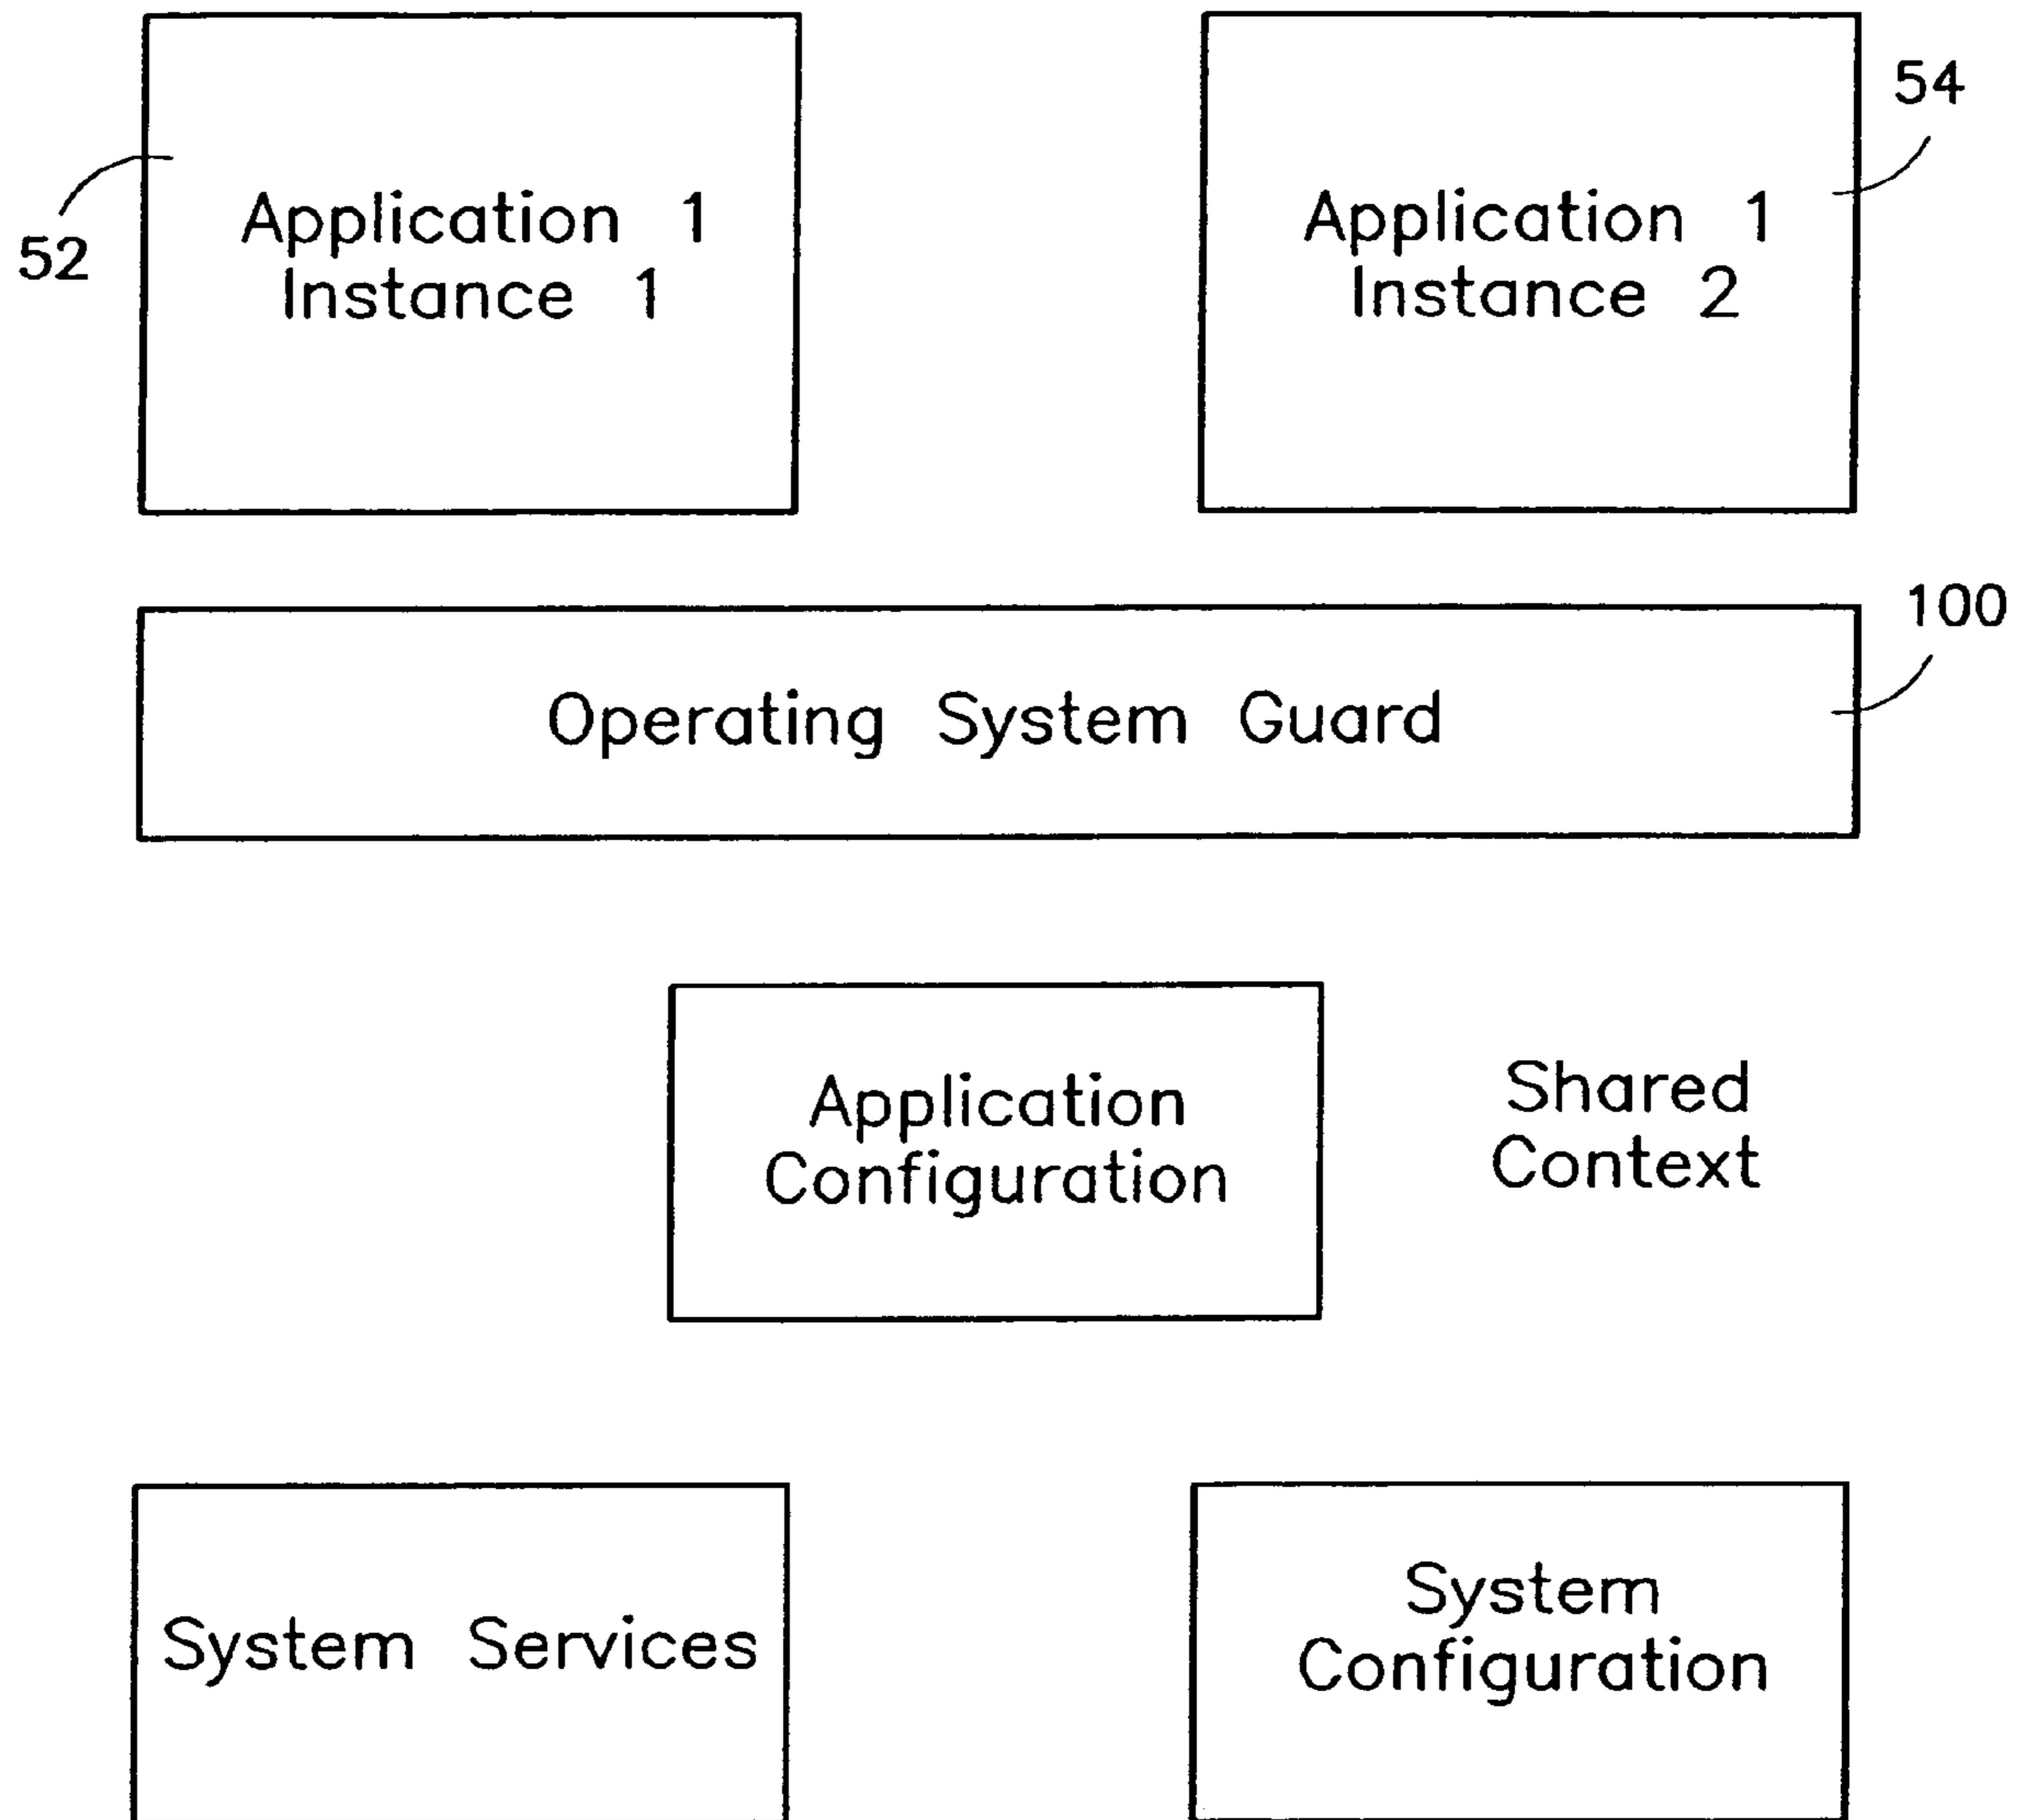 54
Application 1
Instance 1
52
Application 1
Instance 2
100
Operating System Guard
Application
Configuration
Shared
Context
System Services
System
Configuration